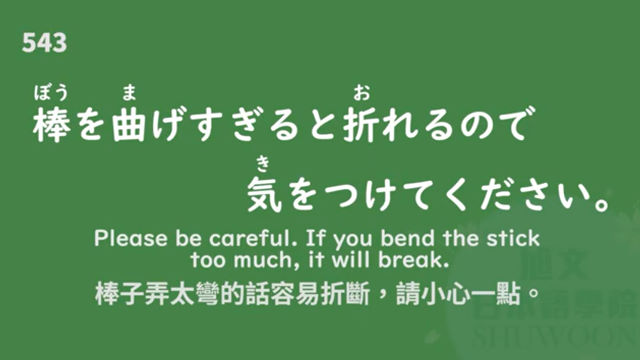 543
ぼう ま お
棒を曲げすぎると折れるので
き
気をつけてください。
Please be careful. If you bend the stick
too much, it will break.
棒子弄太彎的話容易折斷，請小心一點。
旭文
日本語學院
SHUWOON